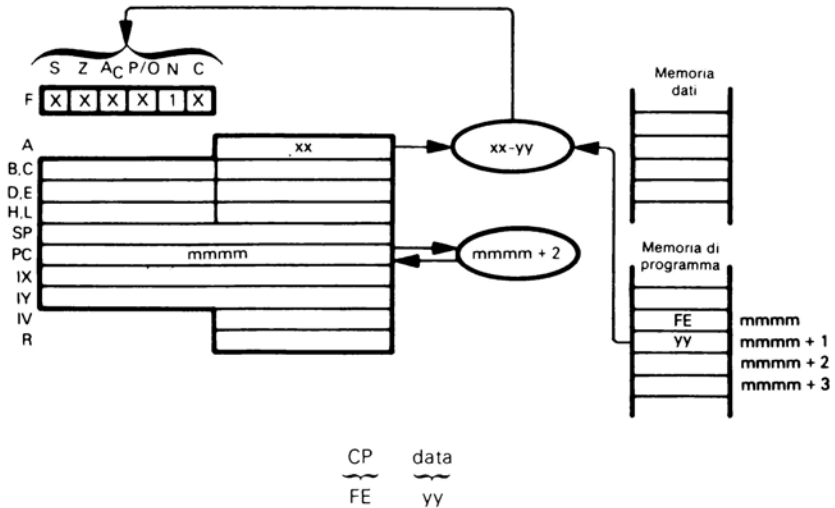 S Z AC P/O N C
F X X X X 1 X
Memoria
dati
A xx
xx-yy
B,C
D,E
H,L
SP
PC mmmm
mmmm + 2
IX
IY
IV
R
Memoria di
programma
FE mmmm
yy mmmm + 1
mmmm + 2
mmmm + 3
CP data
FE yy